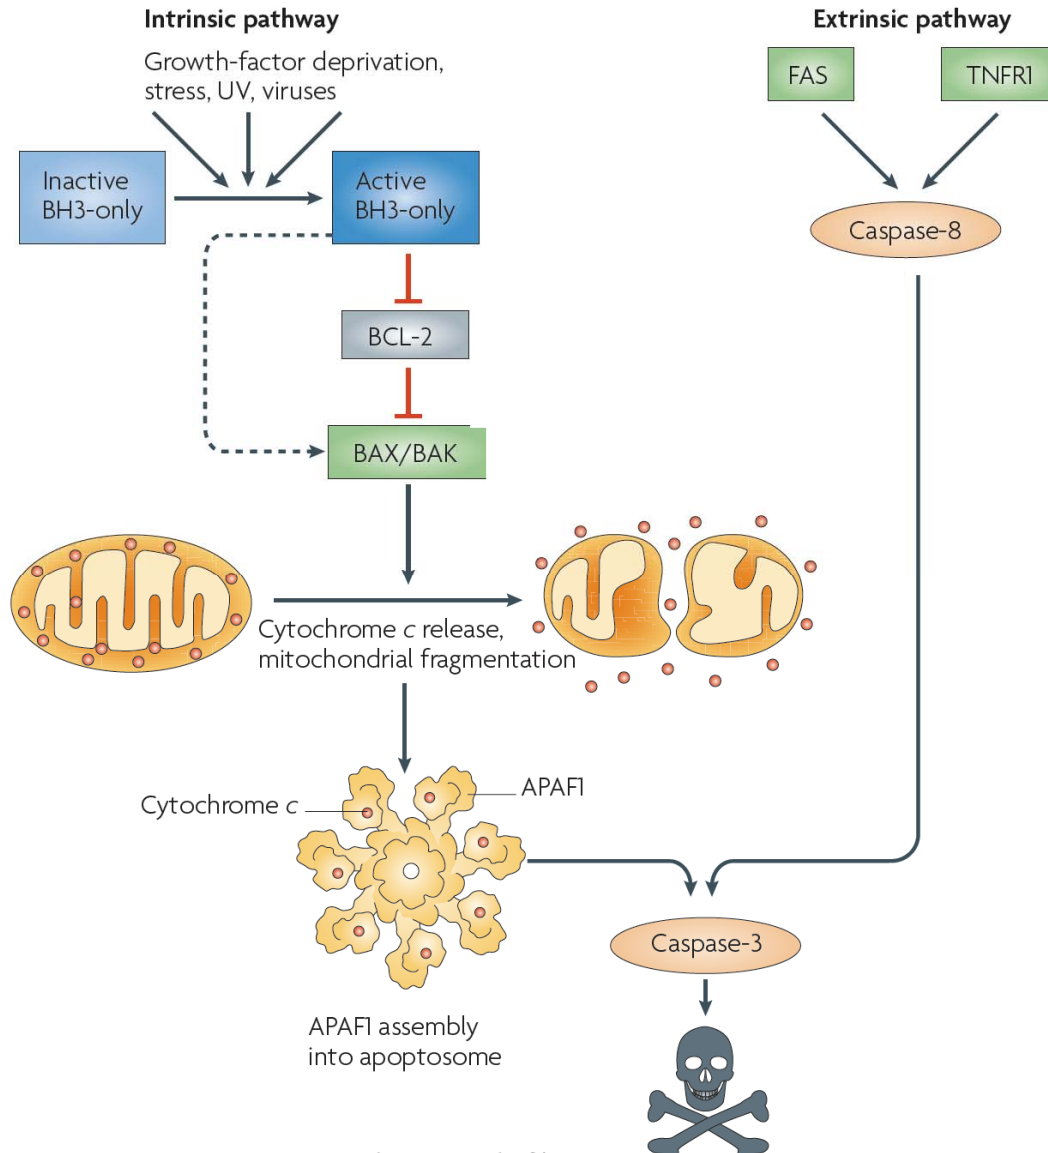 Intrinsic pathway
Extrinsic pathway
Growth-factor deprivation,
stress, UV, viruses
FAS
TNFR1
Inactive
BH3-only
Active
BH3-only
Caspase-8
BCL-2
BAX/BAK
Cytochrome c release,
mitochondrial fragmentation
Cytochrome c
APAF1
Caspase-3
APAF1 assembly
into apoptosome